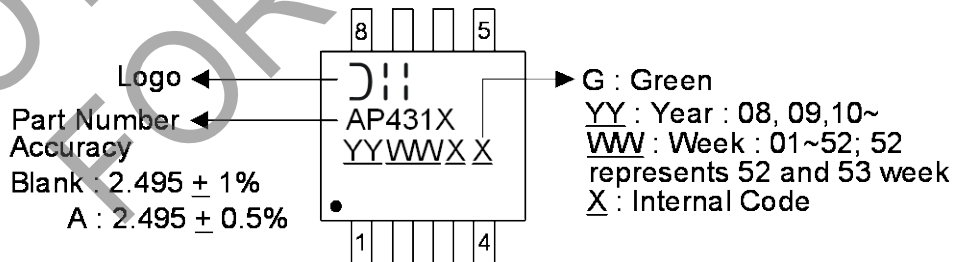 8 5
Logo
AP431X
YYWWX X
Part Number
Accuracy
Blank : 2.495 ± 1%
A : 2.495 ± 0.5%
1 4
G : Green
YY : Year : 08, 09,10~
WW : Week : 01~52; 52
represents 52 and 53 week
X : Internal Code
FOR